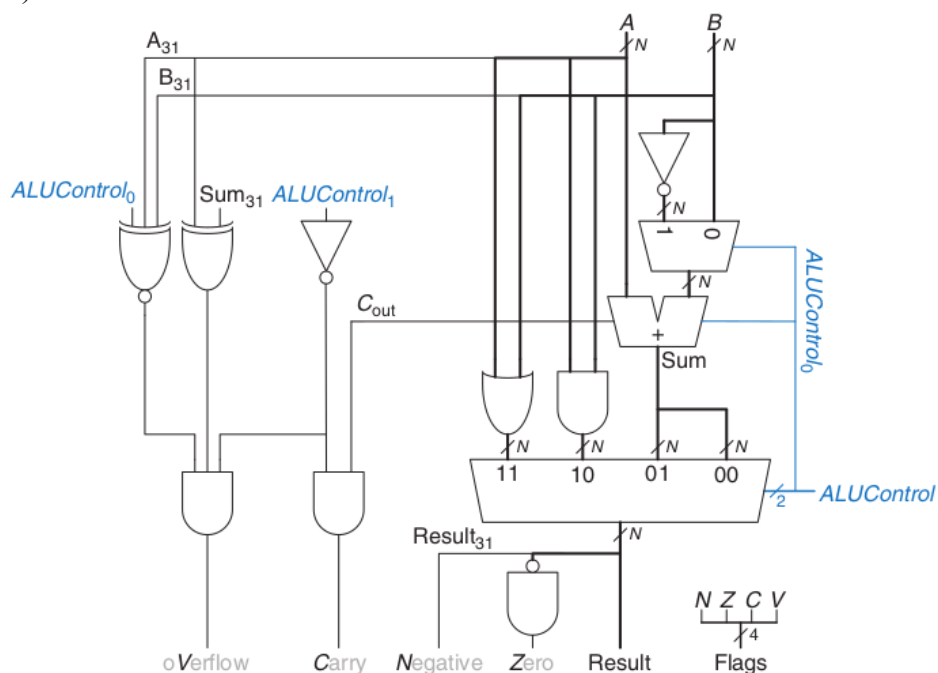 A B
N N
A31
B31
ALUControl0 Sum31 ALUControl1
N
1 0
N
ALUControl0
Cout
+
Sum
N N N N
11 10 01 00
2 ALUControl
N
Result31
N Z C V
4
oVerflow Carry Negative Zero Result Flags